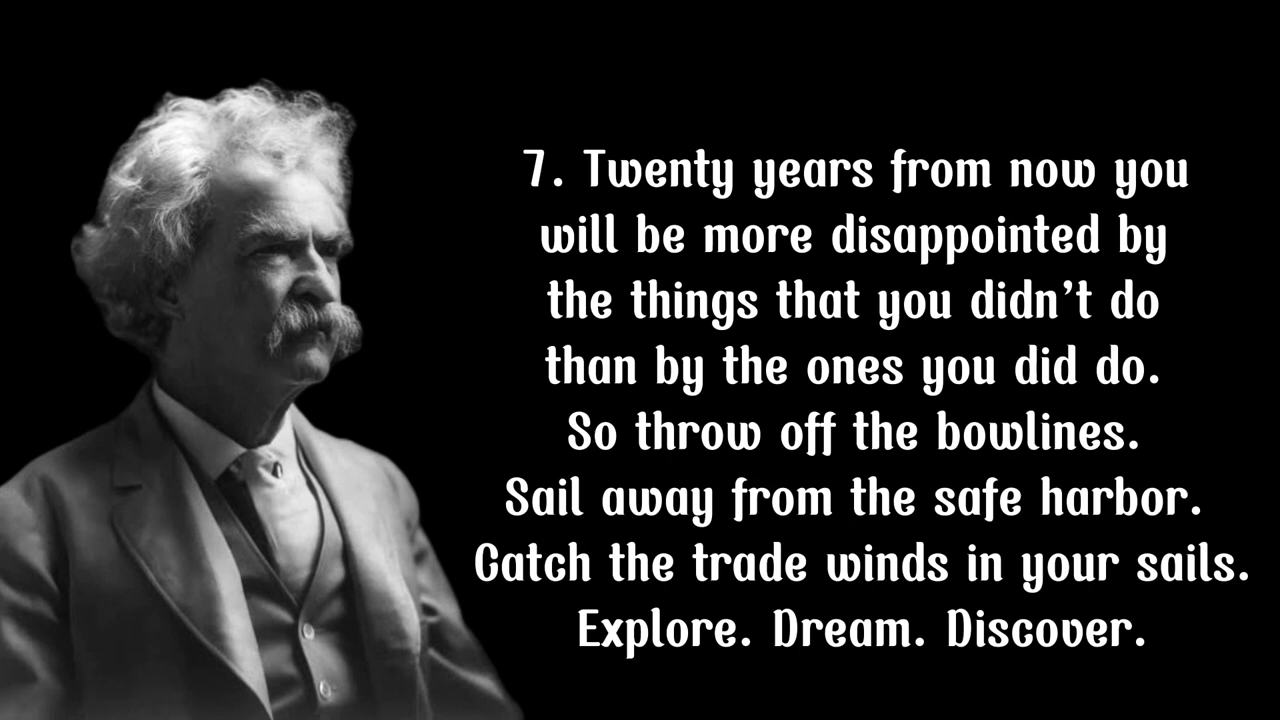 7. Twenty years from now you
will be more disappointed by
the things that you didn’t do
than by the ones you did do.
So throw off the bowlines.
Sail away from the safe harbor.
Catch the trade winds in your sails.
Explore. Dream. Discover.